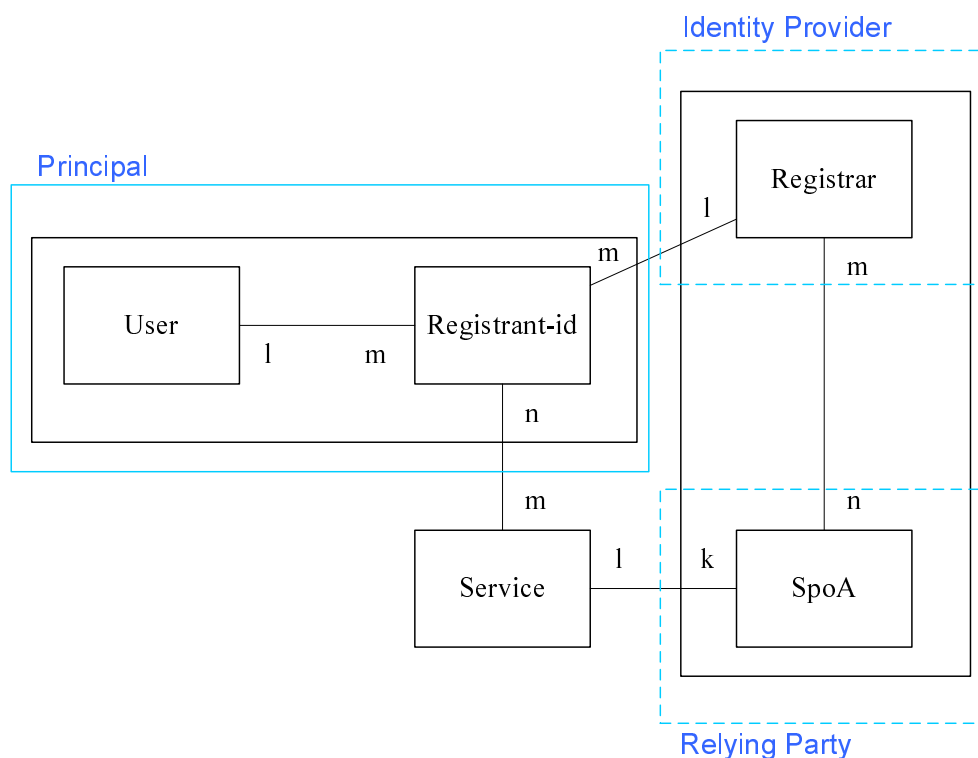 Identity Provider
Registrar
Principal
l
m
m
User
Registrant-id
l
m
n
m
n
l
k
Service
SpoA
Relying Party